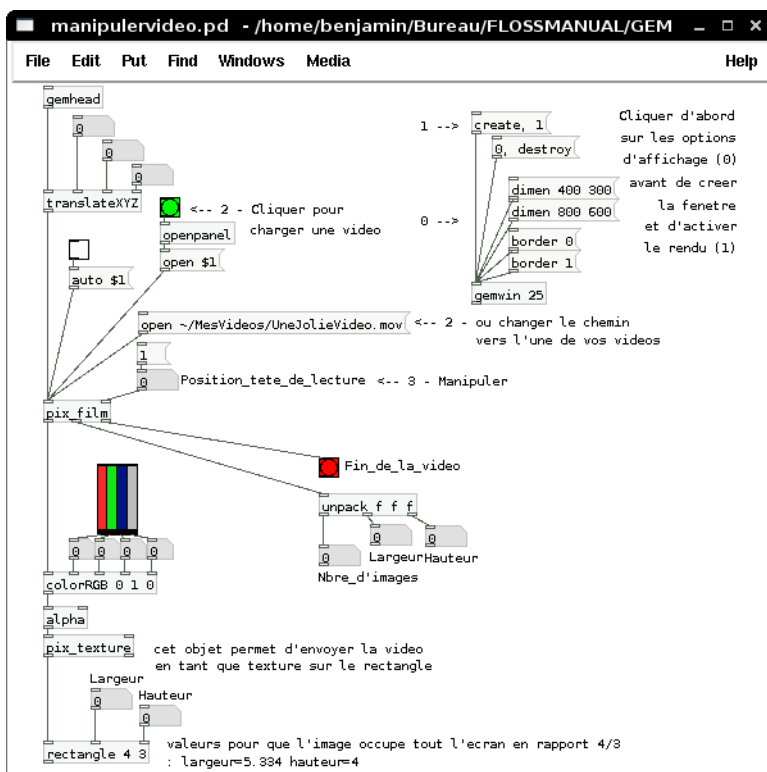 manipulervideo.pd - /home/benjamin/Bureau/FLOSSMANUAL/GEM
File Edit Put Find Windows Media Help
gemhead
0
0
0
translateXYZ
<-- 2 - Cliquer pour
charger une video
openpanel
open $1
auto $1
1 -->
create, 1
0, destroy
dimen 400 300
0 -->
dimen 800 600
border 0
border 1
gemwin 25
Cliquer d'abord
sur les options
d'affichage (0)
avant de creer
la fenetre
et d'activer
le rendu (1)
open ~/MesVideos/UneJolieVideo.mov
<-- 2 - ou changer le chemin
vers l'une de vos videos
1
0
Position_tete_de_lecture <-- 3 - Manipuler
pix_film
Fin_de_la_video
unpack f f f
0
Largeur
0
Hauteur
0
Nbre_d'images
0 0 0 0
colorRGB 0 1 0
alpha
pix_texture
cet objet permet d'envoyer la video
en tant que texture sur le rectangle
Largeur
0
Hauteur
0
rectangle 4 3
valeurs pour que l'image occupe tout l'ecran en rapport 4/3
: largeur=5.334 hauteur=4